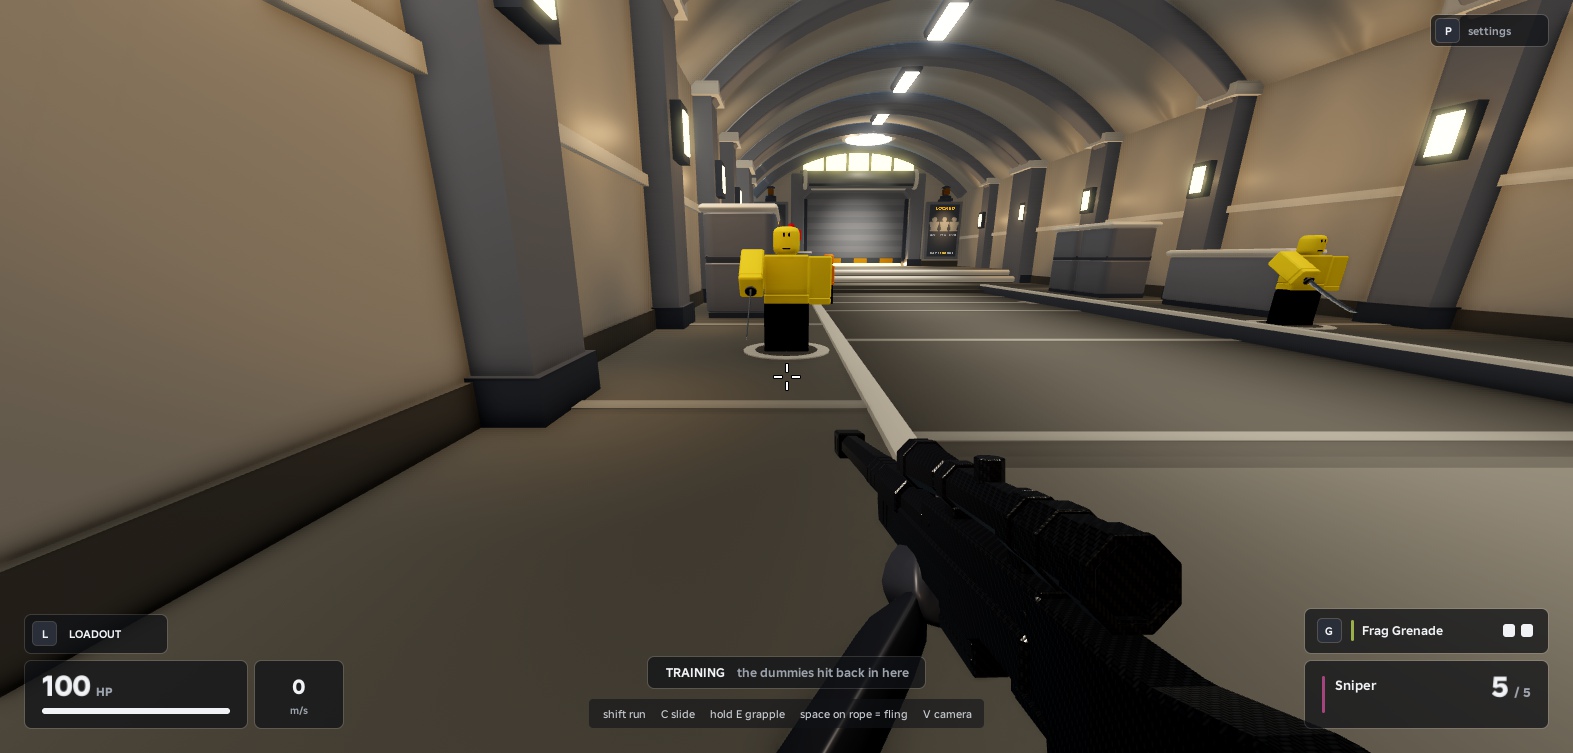 P settings
LOCKED
L LOADOUT
100 HP
0
m/s
TRAINING the dummies hit back in here
shift run C slide hold E grapple space on rope = fling V camera
G Frag Grenade
Sniper 5 / 5